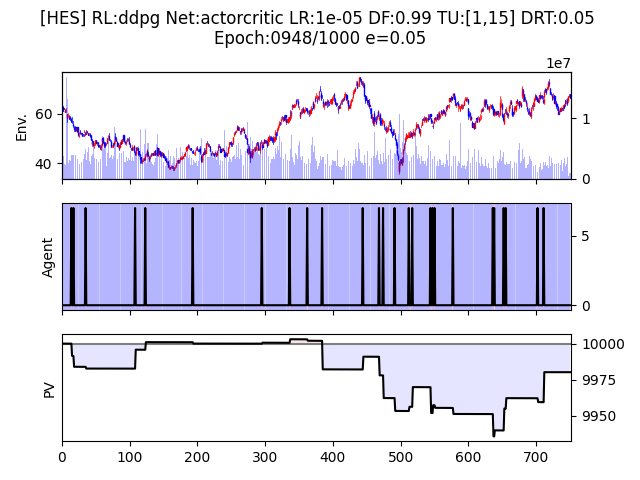 [HES] RL:ddpg Net:actorcritic LR:1e-05 DF:0.99 TU:[1,15] DRT:0.05
Epoch:0948/1000 e=0.05
1e7
Env.
60
40
1
0
Agent
5
0
PV
10000
9975
9950
0 100 200 300 400 500 600 700